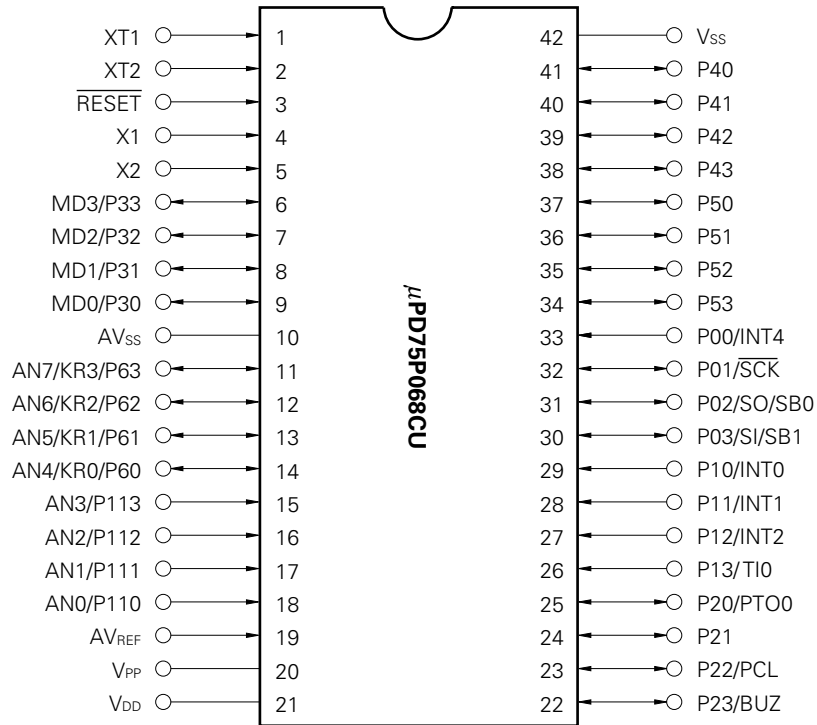 XT1 1 42 Vss
XT2 2 41 P40
RESET 3 40 P41
X1 4 39 P42
X2 5 38 P43
MD3/P33 6 37 P50
MD2/P32 7 36 P51
MD1/P31 8 35 P52
MD0/P30 9 34 P53
AVss 10 33 P00/INT4
AN7/KR3/P63 11 32 P01/SCK
AN6/KR2/P62 12 31 P02/SO/SB0
AN5/KR1/P61 13 30 P03/SI/SB1
AN4/KR0/P60 14 29 P10/INT0
AN3/P113 15 28 P11/INT1
AN2/P112 16 27 P12/INT2
AN1/P111 17 26 P13/TI0
AN0/P110 18 25 P20/PTO0
AVREF 19 24 P21
VPP 20 23 P22/PCL
VDD 21 22 P23/BUZ
μPD75P068CU